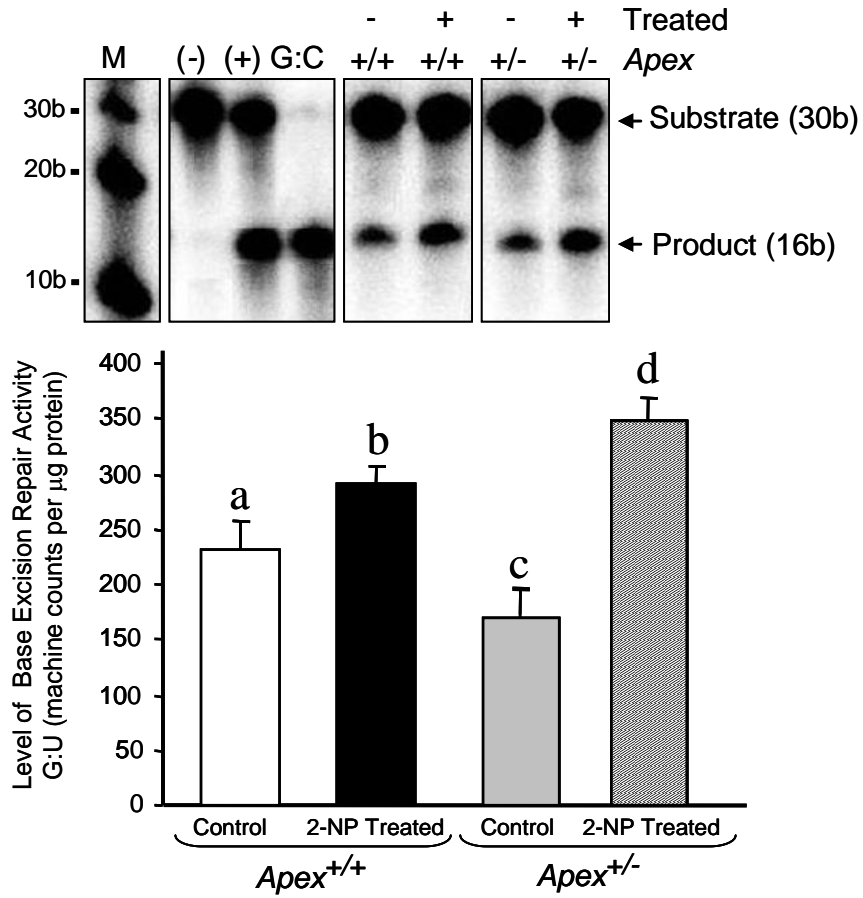 - + - + Treated
M (-) (+) G:C +/+ +/+ +/- +/- Apex
30b
Substrate (30b)
20b
Product (16b)
10b
Level of Base Excision Repair Activity
G:U (machine counts per µg protein)
400
350
300
250
200
150
100
50
0
a
b
c
d
Control 2-NP Treated Control 2-NP Treated
Apex+/+ Apex+/-